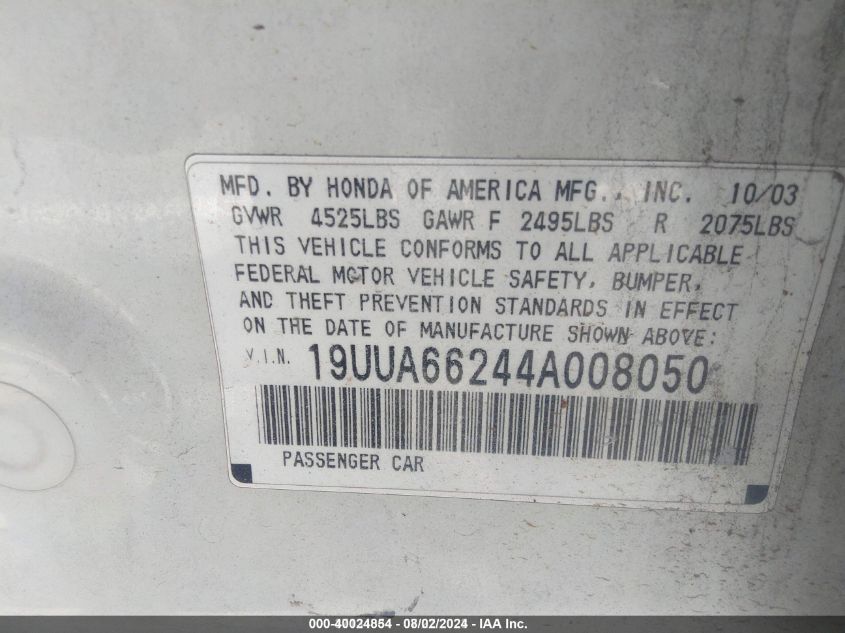 MFD. BY HONDA OF AMERICA MFG., INC. 10/03
GVWR 4525LBS GAWR F 2495LBS R 2075LBS
THIS VEHICLE CONFORMS TO ALL APPLICABLE
FEDERAL MOTOR VEHICLE SAFETY, BUMPER,
AND THEFT PREVENTION STANDARDS IN EFFECT
ON THE DATE OF MANUFACTURE SHOWN ABOVE:
V.I.N. 19UUA66244A008050
PASSENGER CAR
000-40024854 - 08/02/2024 - IAA Inc.